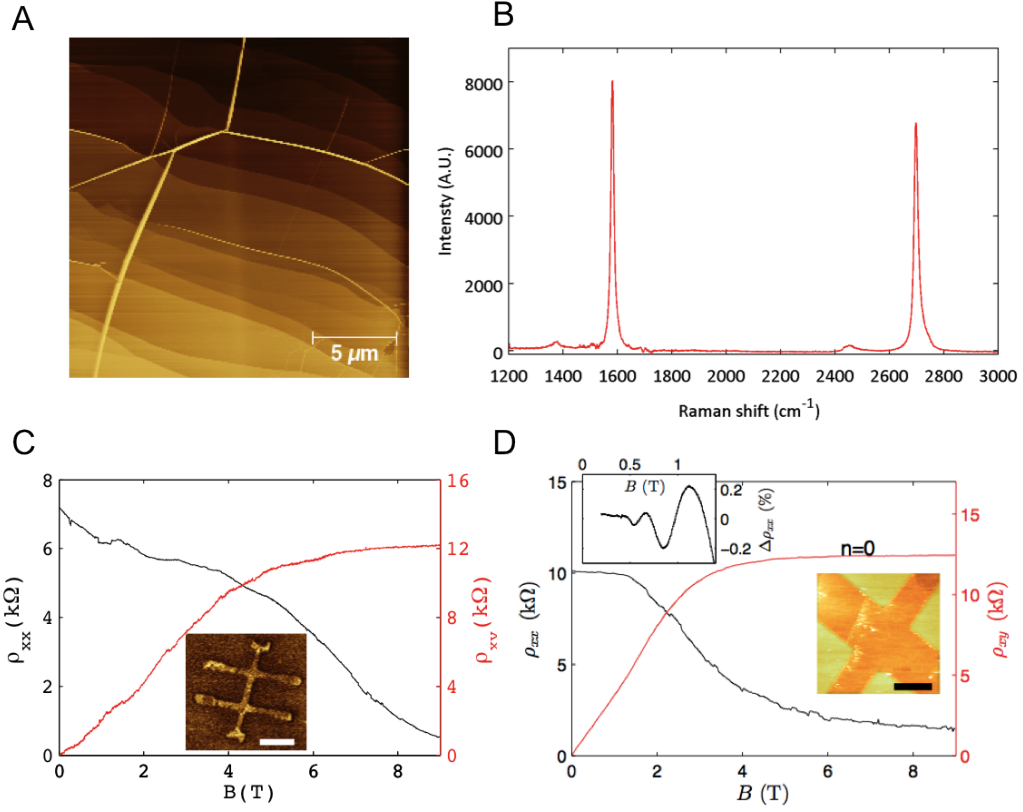 A
5 µm
B
Intensty (A.U.)
8000
6000
4000
2000
0
1200 1400 1600 1800 2000 2200 2400 2600 2800 3000
Raman shift (cm-1)
C
ρxx (kΩ)
8
6
4
2
0
16
12
8
4
0
ρxy (kΩ)
0 2 4 6 8
B(T)
D
0 0.5 1
B (T)
0.2
0
−0.2
Δρxx (%)
ρxx (kΩ)
15
10
5
0
n=0
15
10
5
0
ρxy (kΩ)
0 2 4 6 8
B (T)